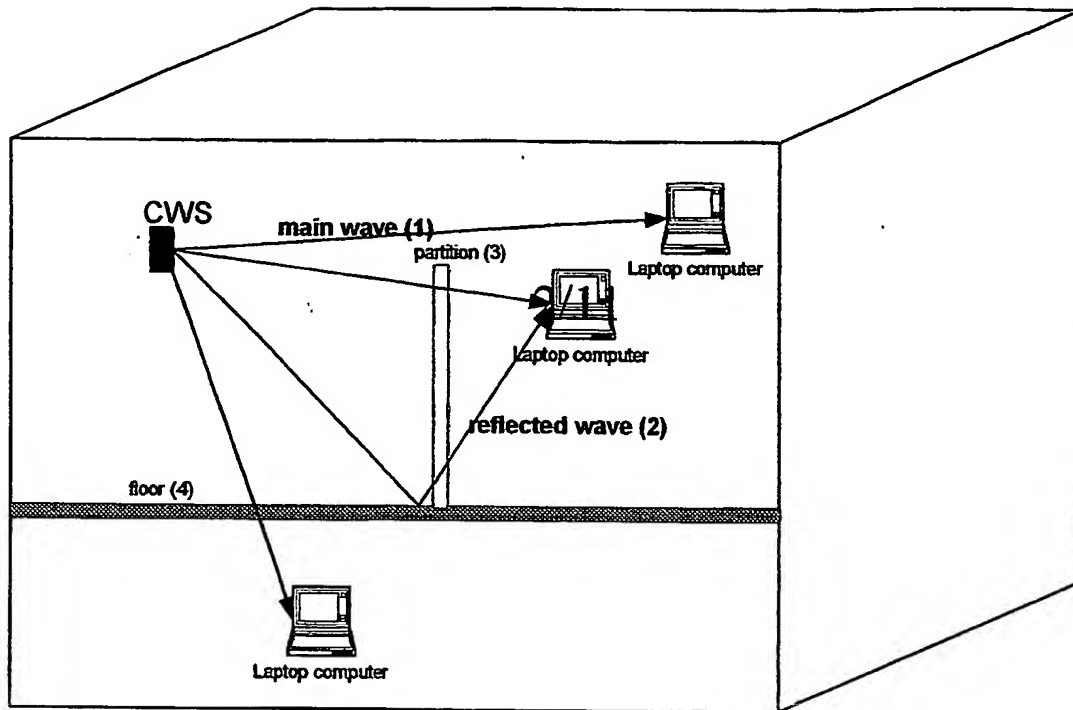 CWS
main wave (1)
partition (3)
Laptop computer
Laptop computer
reflected wave (2)
floor (4)
Laptop computer